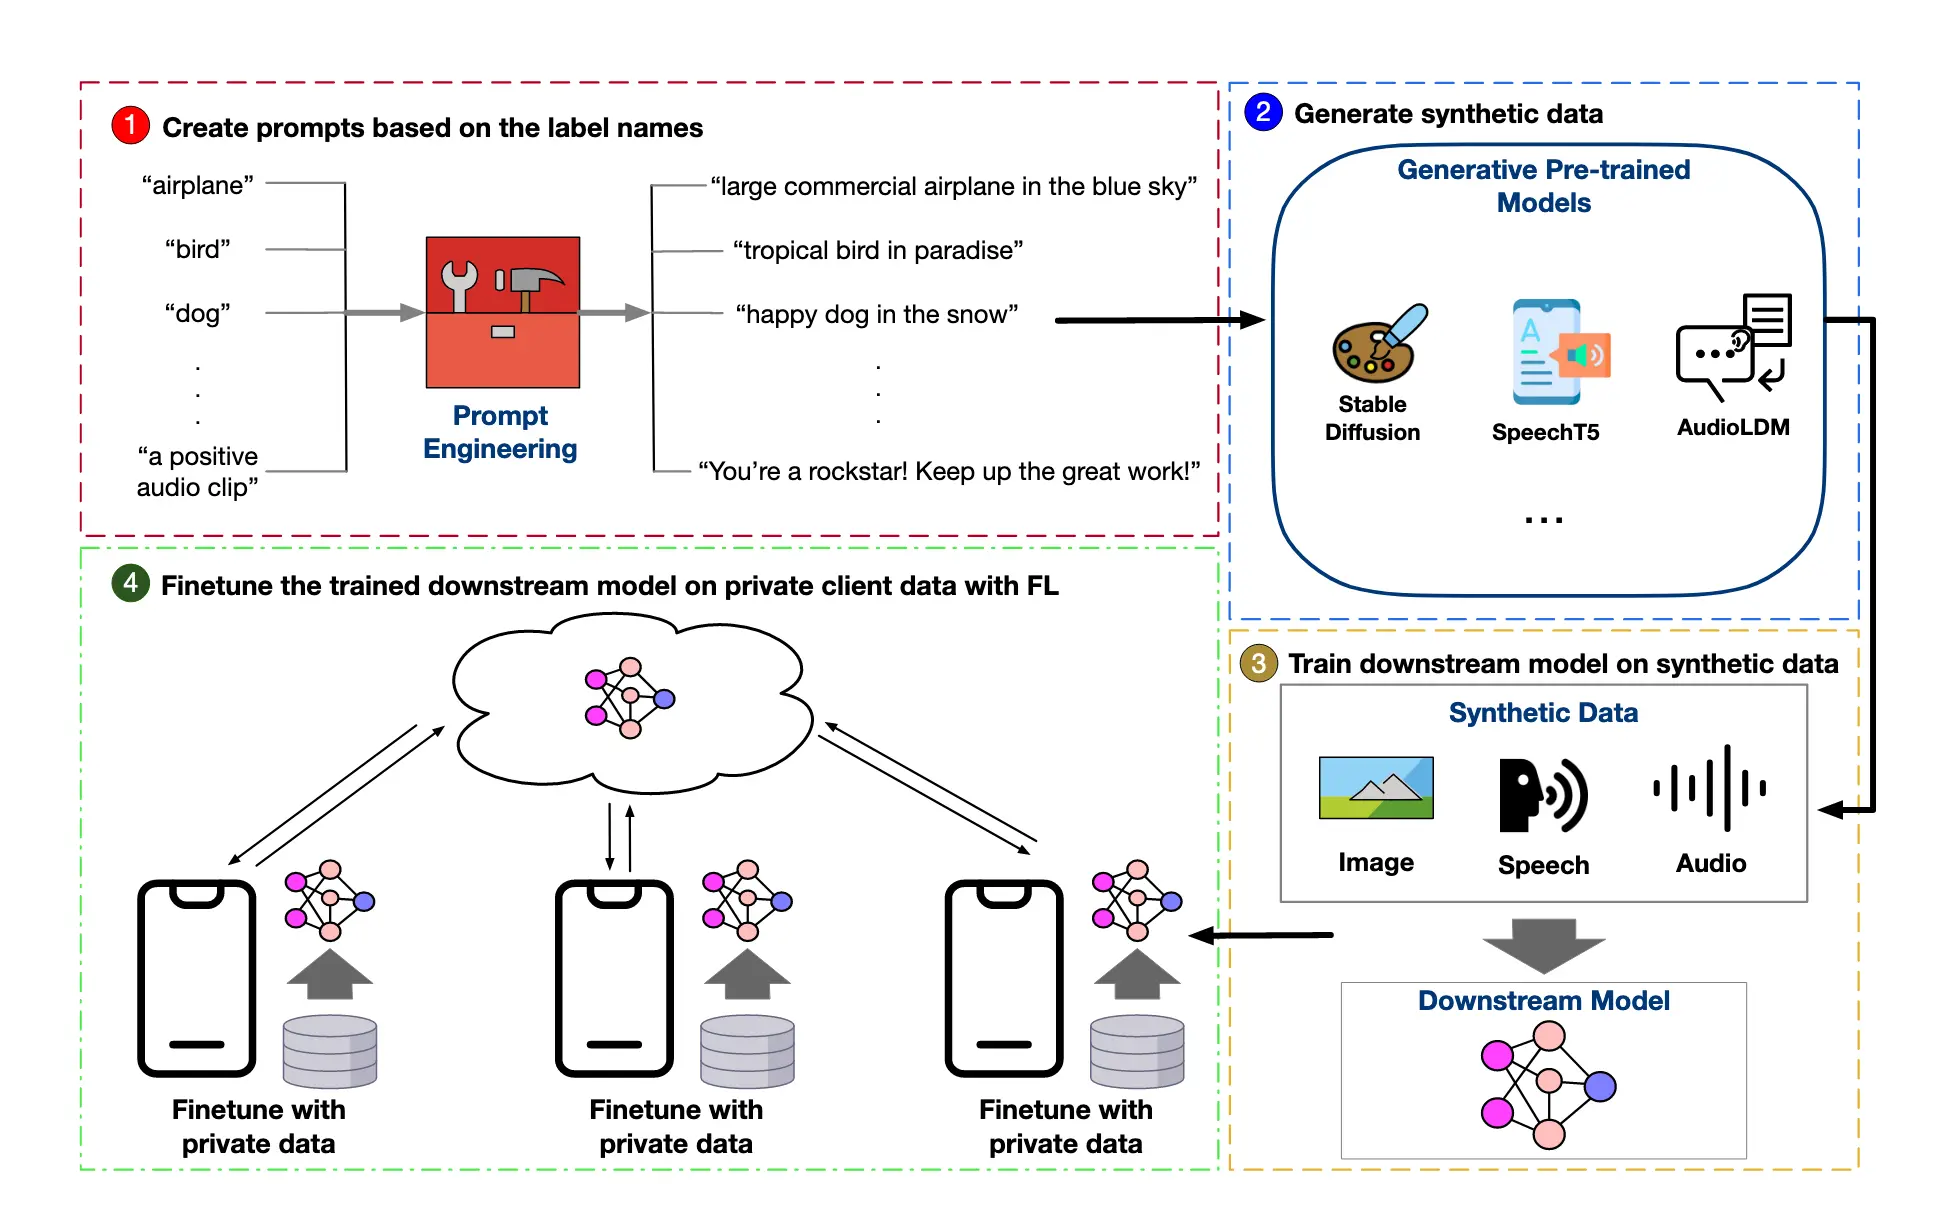 1 Create prompts based on the label names
“airplane”
“bird”
“dog”
.
.
.
“a positive
audio clip”
Prompt
Engineering
“large commercial airplane in the blue sky”
“tropical bird in paradise”
“happy dog in the snow”
.
.
.
“You’re a rockstar! Keep up the great work!”
2 Generate synthetic data
Generative Pre-trained
Models
Stable
Diffusion
A
SpeechT5
AudioLDM
...
3 Train downstream model on synthetic data
Synthetic Data
Image
Speech
Audio
Downstream Model
4 Finetune the trained downstream model on private client data with FL
Finetune with
private data
Finetune with
private data
Finetune with
private data